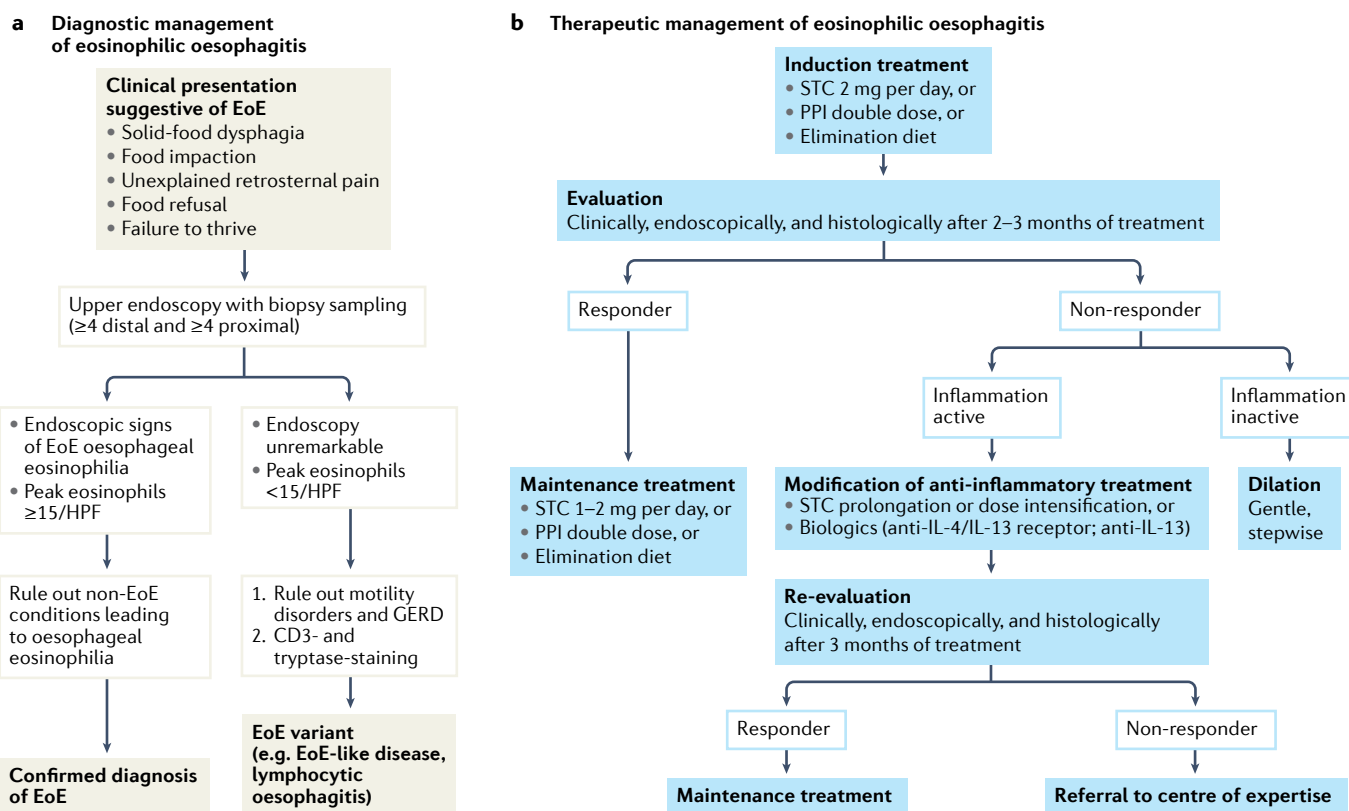 a Diagnostic management
of eosinophilic oesophagitis
Clinical presentation
suggestive of EoE
• Solid-food dysphagia
• Food impaction
• Unexplained retrosternal pain
• Food refusal
• Failure to thrive
Upper endoscopy with biopsy sampling
(≥4 distal and ≥4 proximal)
• Endoscopic signs
of EoE oesophageal
eosinophilia
• Peak eosinophils
≥15/HPF
• Endoscopy
unremarkable
• Peak eosinophils
<15/HPF
Rule out non-EoE
conditions leading
to oesophageal
eosinophilia
1. Rule out motility
disorders and GERD
2. CD3- and
tryptase-staining
Confirmed diagnosis
of EoE
EoE variant
(e.g. EoE-like disease,
lymphocytic
oesophagitis)
b Therapeutic management of eosinophilic oesophagitis
Induction treatment
• STC 2 mg per day, or
• PPI double dose, or
• Elimination diet
Evaluation
Clinically, endoscopically, and histologically after 2–3 months of treatment
Responder
Non-responder
Inflammation
active
Inflammation
inactive
Maintenance treatment
• STC 1–2 mg per day, or
• PPI double dose, or
• Elimination diet
Modification of anti-inflammatory treatment
• STC prolongation or dose intensification, or
• Biologics (anti-IL-4/IL-13 receptor; anti-IL-13)
Dilation
Gentle,
stepwise
Re-evaluation
Clinically, endoscopically, and histologically
after 3 months of treatment
Responder
Non-responder
Maintenance treatment
Referral to centre of expertise